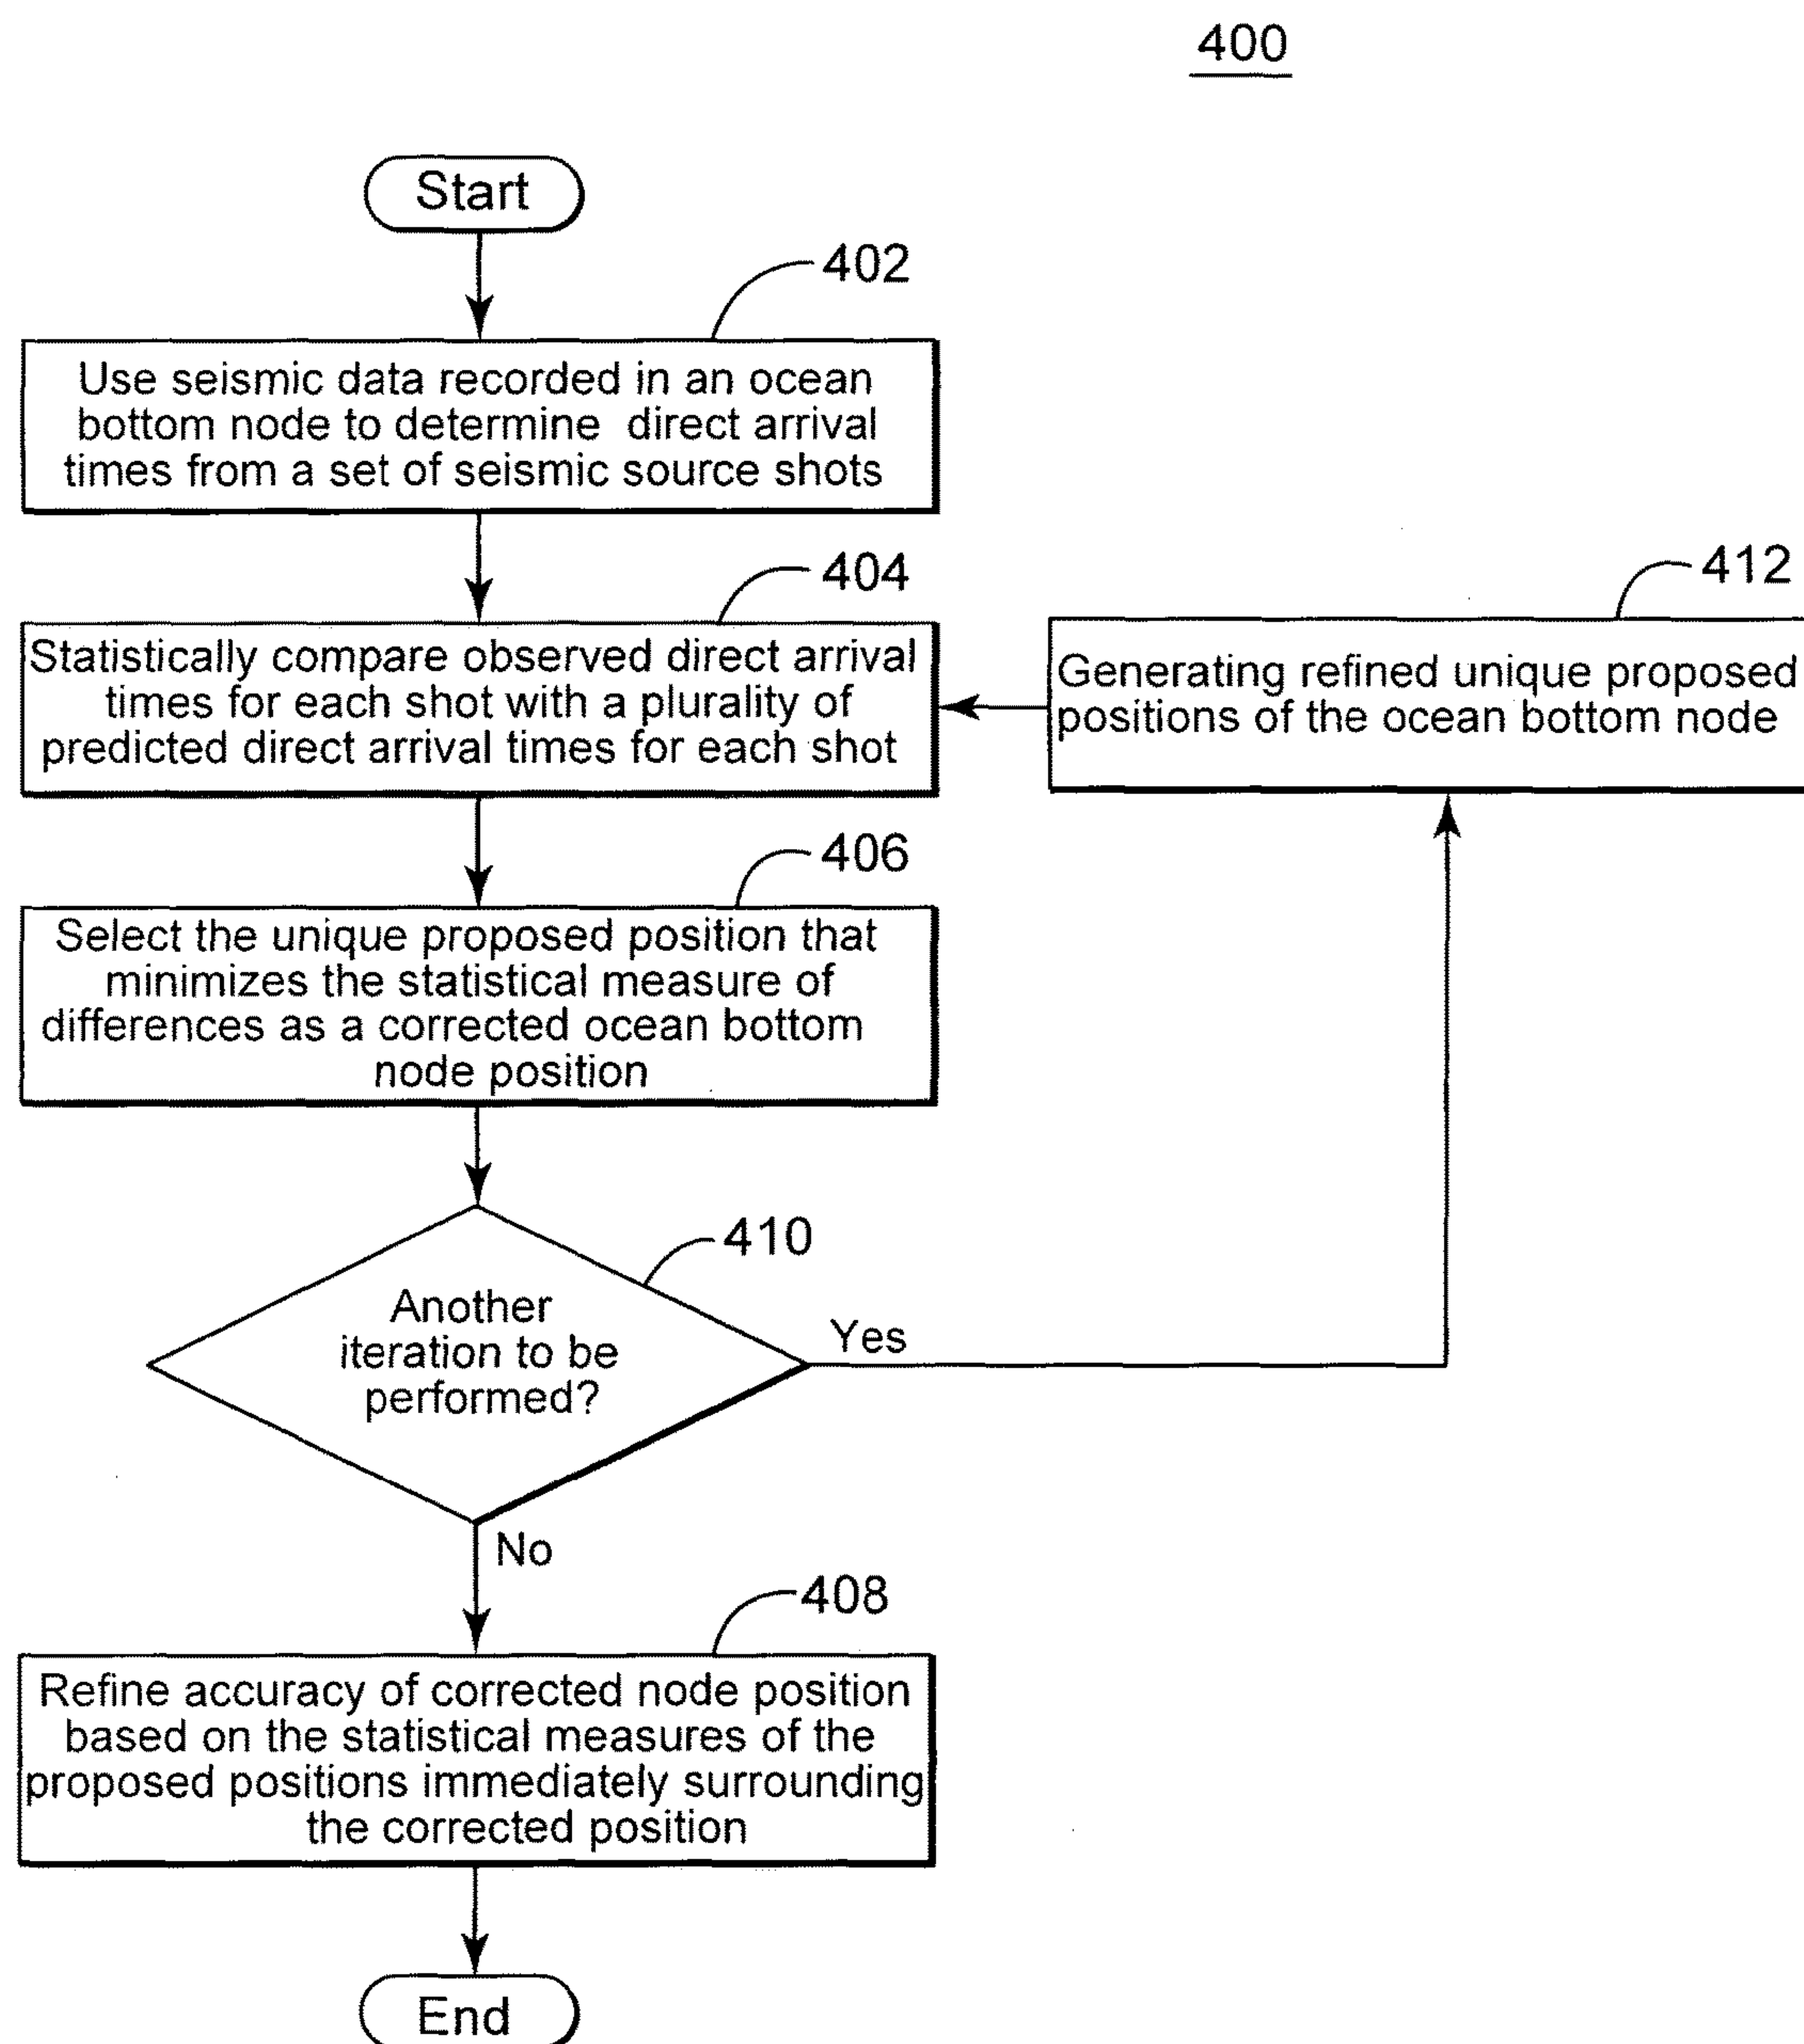 400
Start
402
Use seismic data recorded in an ocean
bottom node to determine direct arrival
times from a set of seismic source shots
404
Statistically compare observed direct arrival
times for each shot with a plurality of
predicted direct arrival times for each shot
412
Generating refined unique proposed
positions of the ocean bottom node
406
Select the unique proposed position that
minimizes the statistical measure of
differences as a corrected ocean bottom
node position
410
Another
iteration to be
performed?
Yes
No
408
Refine accuracy of corrected node position
based on the statistical measures of the
proposed positions immediately surrounding
the corrected position
End